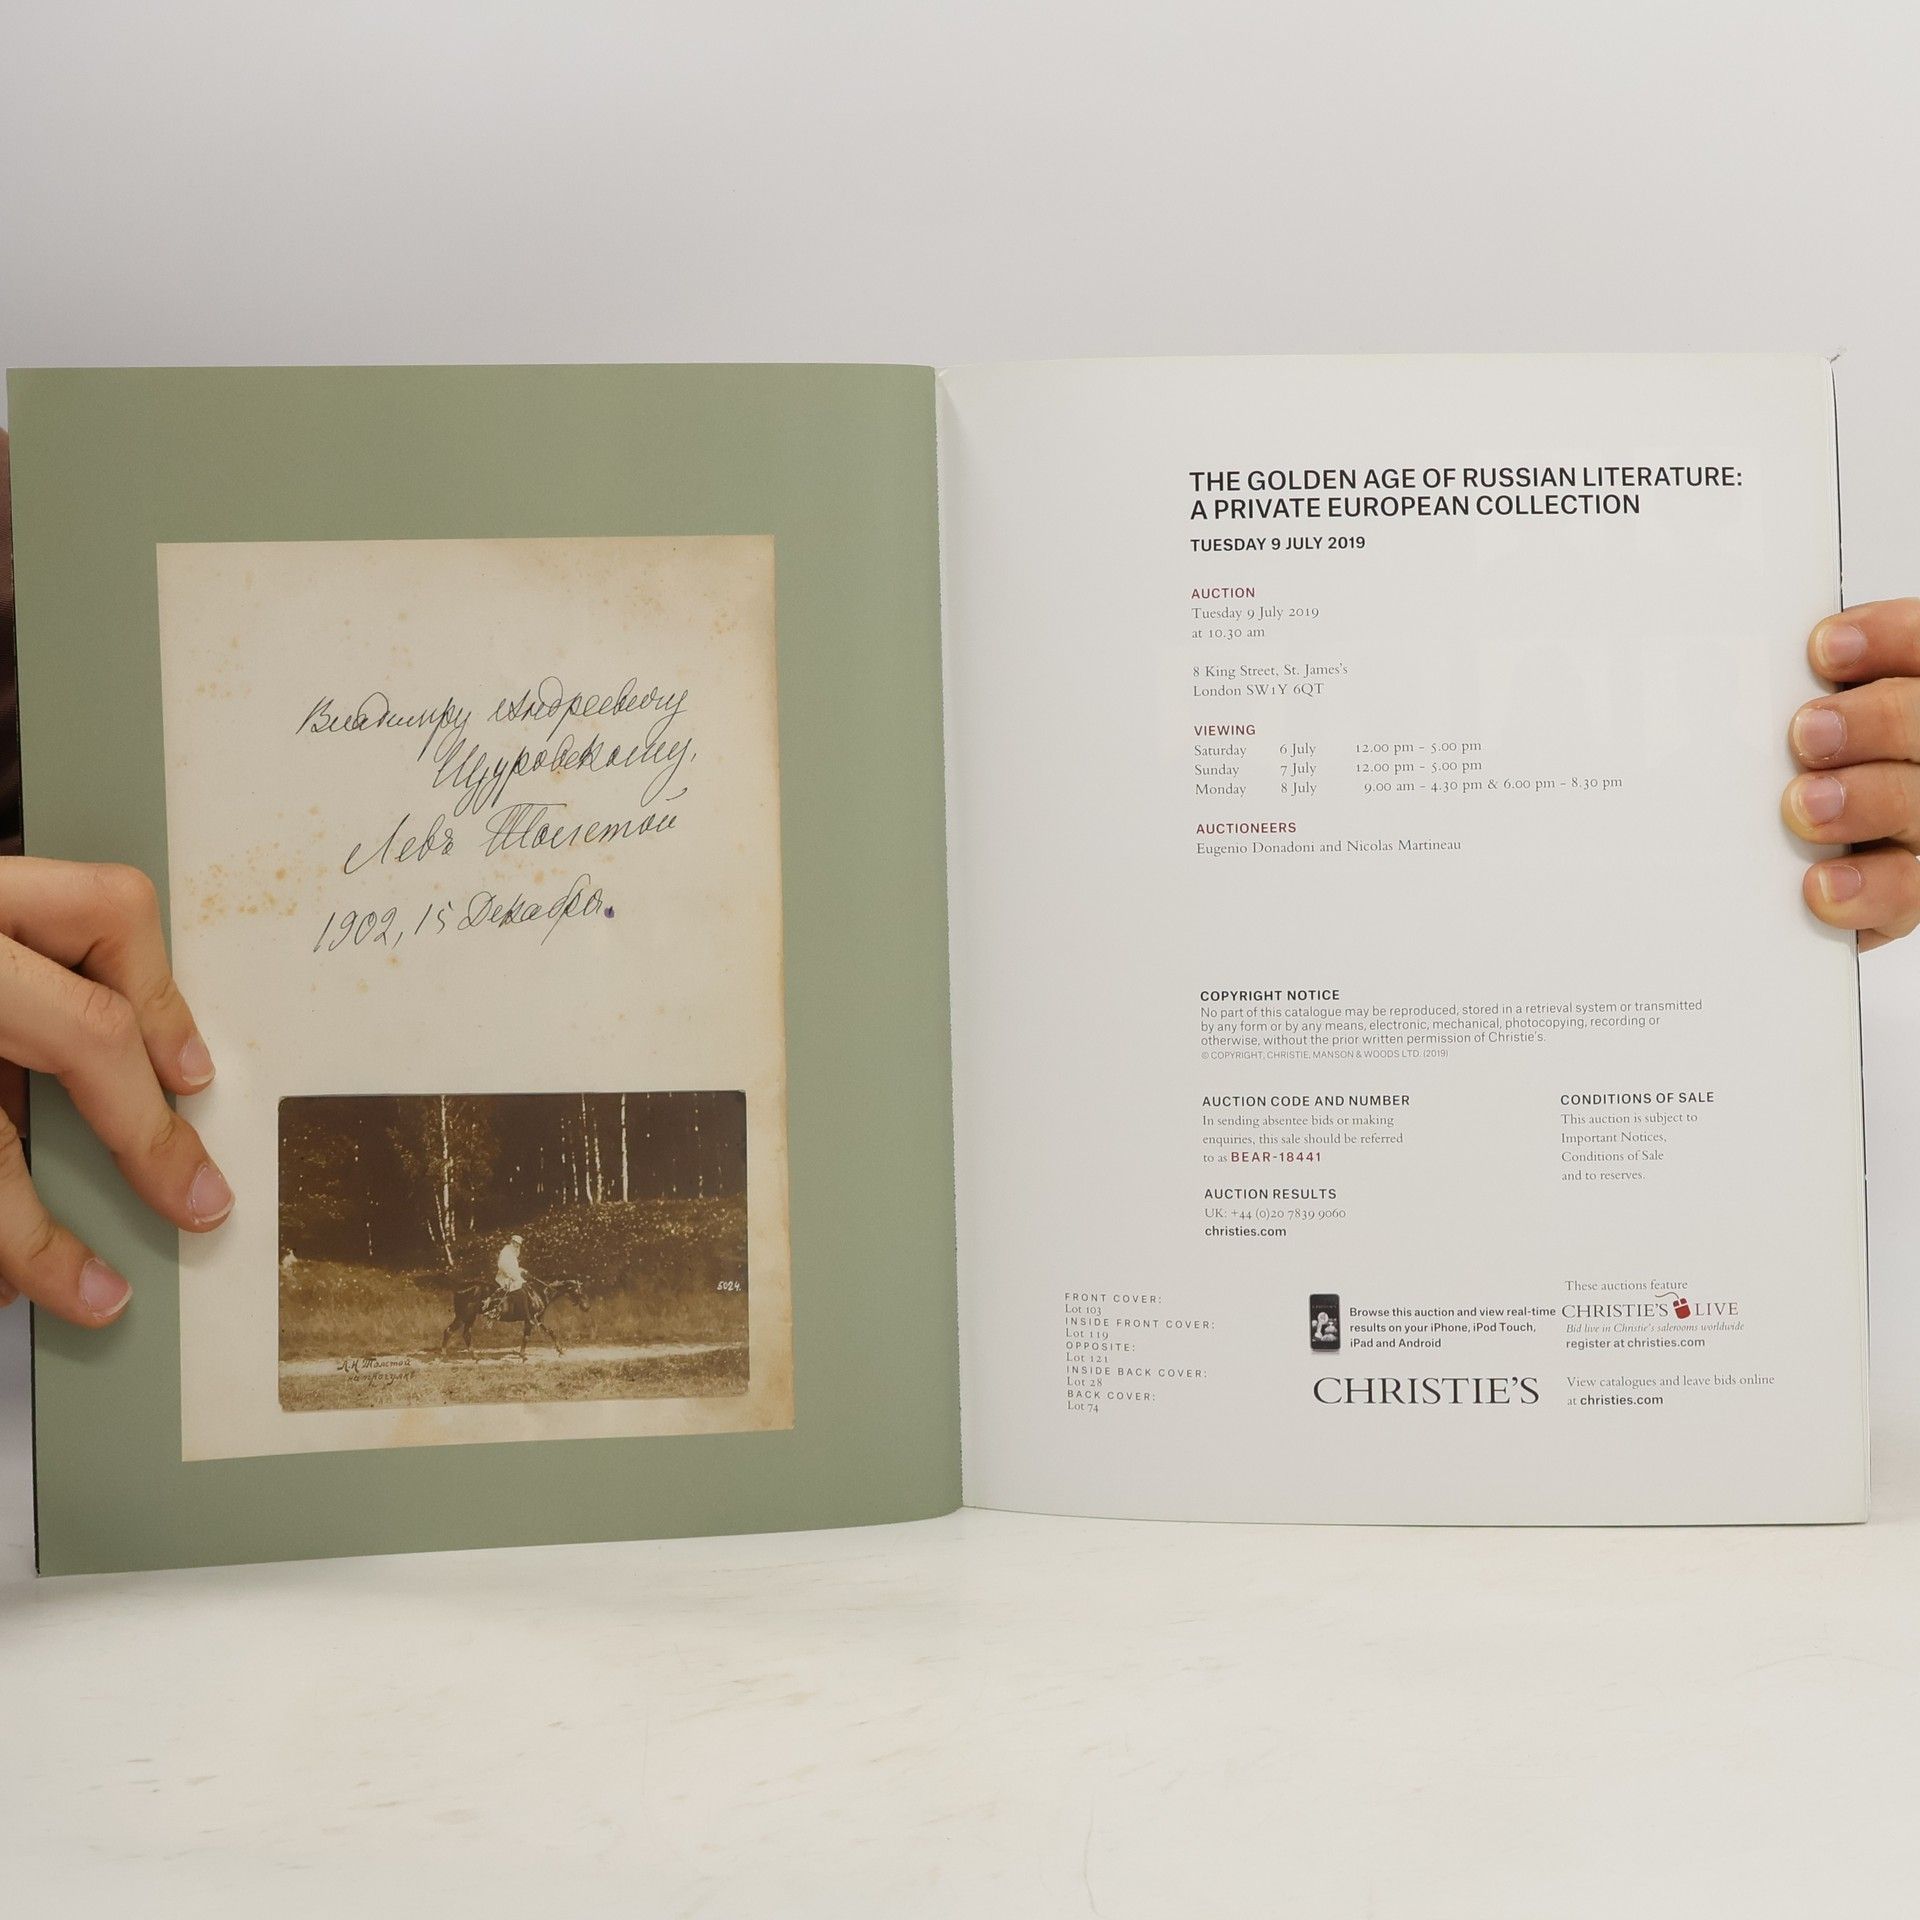 Владимиру Андреевичу
Щуровскому.
Левъ Толстой
1902, 15 Декабря.
5024.
Л.Н. Толстой
на прогулке
THE GOLDEN AGE OF RUSSIAN LITERATURE:
A PRIVATE EUROPEAN COLLECTION
TUESDAY 9 JULY 2019
AUCTION
Tuesday 9 July 2019
at 10.30 am
8 King Street, St. James's
London SW1Y 6QT
VIEWING
Saturday 6 July 12.00 pm - 5.00 pm
Sunday 7 July 12.00 pm - 5.00 pm
Monday 8 July 9.00 am - 4.30 pm & 6.00 pm - 8.30 pm
AUCTIONEERS
Eugenio Donadoni and Nicolas Martineau
COPYRIGHT NOTICE
No part of this catalogue may be reproduced, stored in a retrieval system or transmitted
by any form or by any means, electronic, mechanical, photocopying, recording or
otherwise, without the prior written permission of Christie's.
© COPYRIGHT, CHRISTIE, MANSON & WOODS LTD. (2019)
AUCTION CODE AND NUMBER
In sending absentee bids or making
enquiries, this sale should be referred
to as BEAR-18441
CONDITIONS OF SALE
This auction is subject to
Important Notices,
Conditions of Sale
and to reserves.
AUCTION RESULTS
UK: +44 (0)20 7839 9060
christies.com
FRONT COVER:
Lot 103
INSIDE FRONT COVER:
Lot 119
OPPOSITE:
Lot 121
INSIDE BACK COVER:
Lot 28
BACK COVER:
Lot 74
Browse this auction and view real-time
results on your iPhone, iPod Touch,
iPad and Android
These auctions feature
CHRISTIE'S LIVE
Bid live in Christie's salerooms worldwide
register at christies.com
CHRISTIE'S
View catalogues and leave bids online
at christies.com